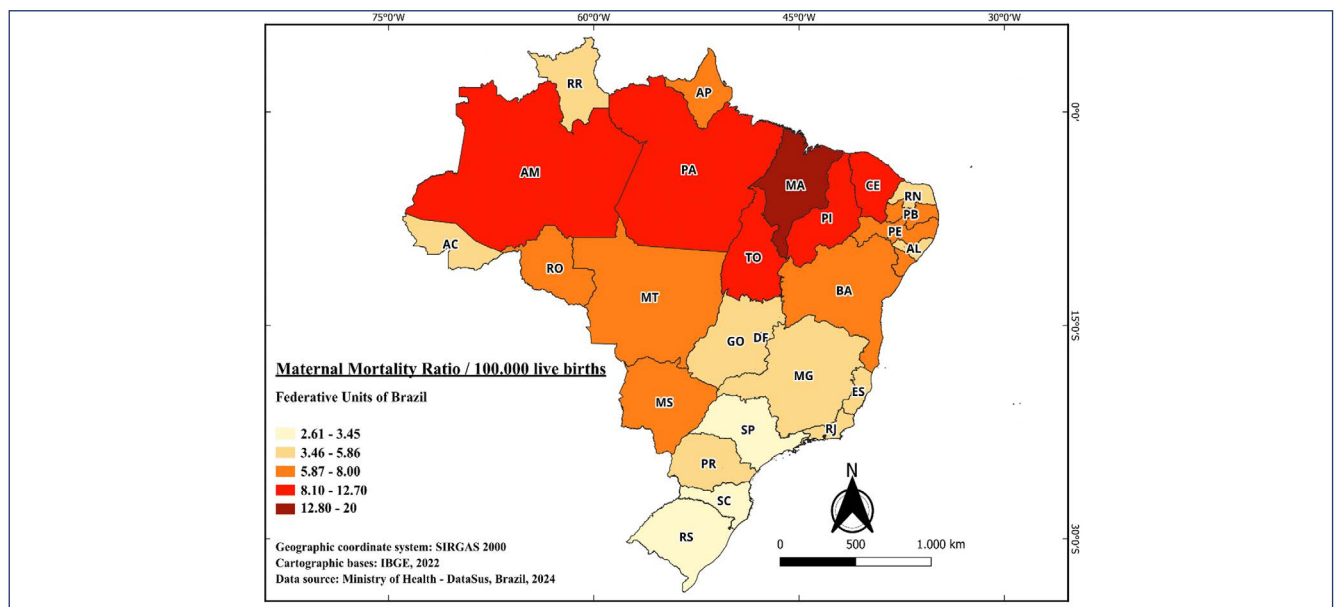 75°0'W 60°0'W 45°0'W 30°0'W
RR
AP
0°0'
AM
PA
MA
CE
RN
PI
PB
PE
AC
AL
TO
RO
BA
MT
15°0'S
GO
DF
Maternal Mortality Ratio / 100.000 live births
MG
ES
Federative Units of Brazil
MS
SP
RJ
2.61 - 3.45
3.46 - 5.86
PR
5.87 - 8.00
N
8.10 - 12.70
SC
12.80 - 20
RS
30°0'S
Geographic coordinate system: SIRGAS 2000
0 500 1.000 km
Cartographic bases: IBGE, 2022
Data source: Ministry of Health - DataSus, Brazil, 2024